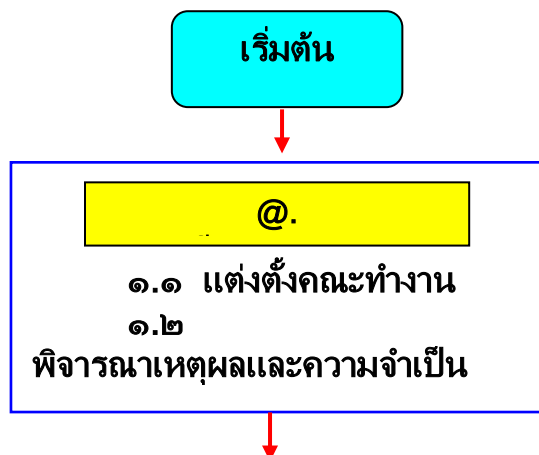 เริ่มต้น
@.
๑.๑ แต่งตั้งคณะทำงาน
๑.๒
พิจารณาเหตุผลและความจำเป็น